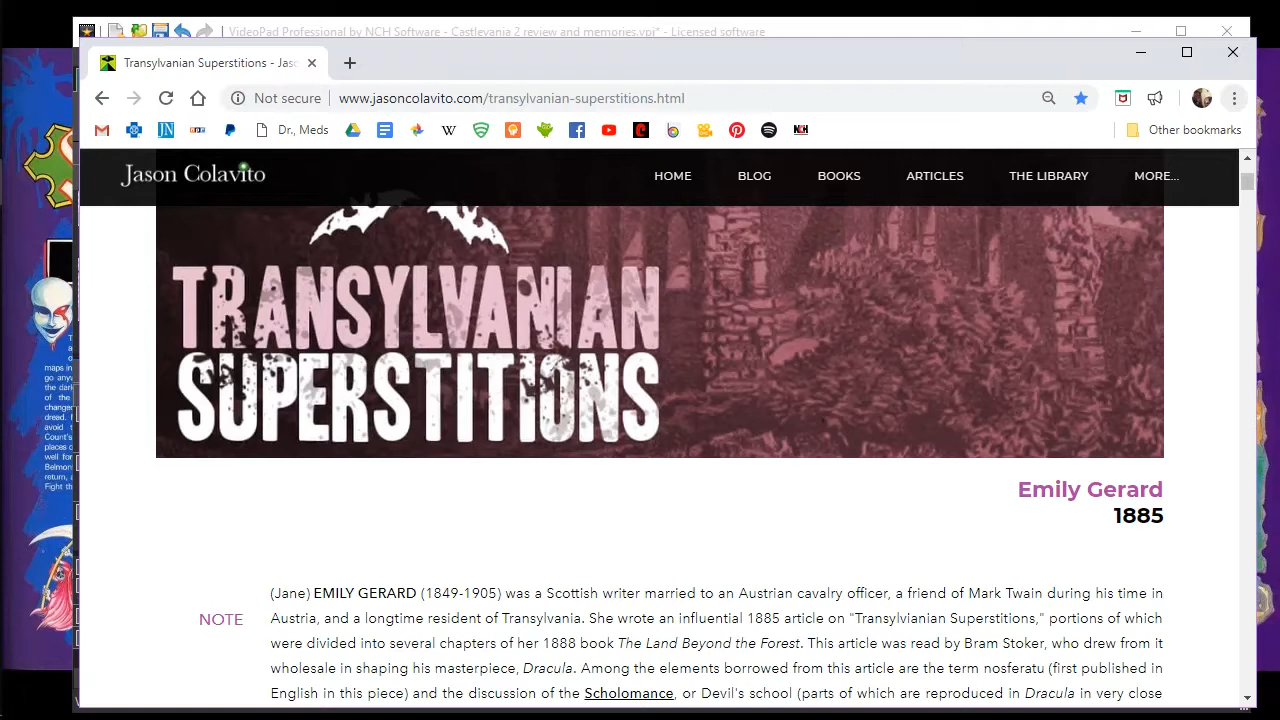 VideoPad Professional by NCH Software - Castlevania 2 review and memories.vpj* - Licensed software
Transylvanian Superstitions - Jaso
Not secure
www.jasoncolavito.com/transylvanian-superstitions.html
Dr., Meds
Other bookmarks
Jason Colavito
HOME
BLOG
BOOKS
ARTICLES
THE LIBRARY
MORE...
TRANSYLVANIAN
SUPERSTITIONS
Emily Gerard
1885
NOTE
(Jane) EMILY GERARD (1849-1905) was a Scottish writer married to an Austrian cavalry officer, a friend of Mark Twain during his time in
Austria, and a longtime resident of Transylvania. She wrote an influential 1885 article on "Transylvianian Superstitions," portions of which
were divided into several chapters of her 1888 book The Land Beyond the Forest. This article was read by Bram Stoker, who drew from it
wholesale in shaping his masterpiece, Dracula. Among the elements borrowed from this article are the term nosferatu (first published in
English in this piece) and the discussion of the Scholomance, or Devil's school (parts of which are reproduced in Dracula in very close
maps in
go any
the dark
of the
changed
dread.
avoid
Count's
places o
well for
Belmon
return, a
Fight th